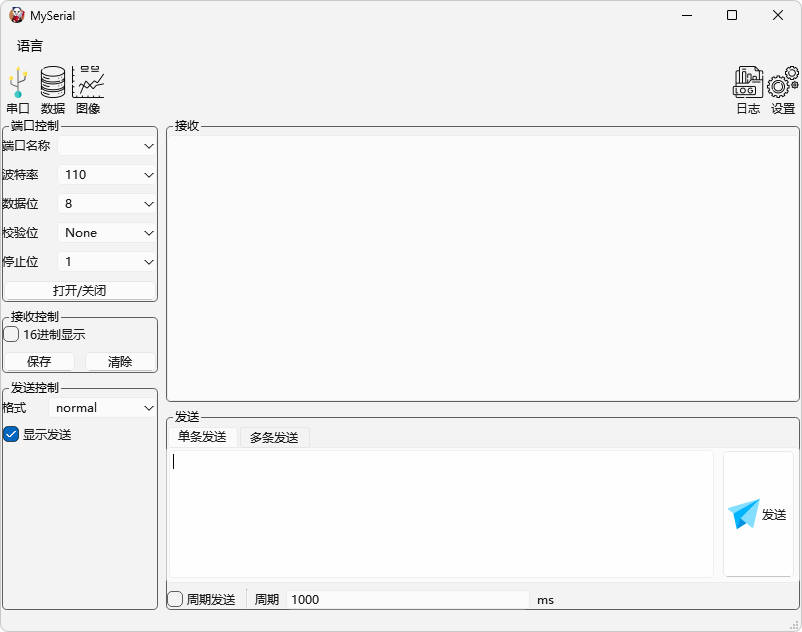 MySerial
语言
串口 数据 图像 日志 设置
端口控制
端口名称
波特率 110
数据位 8
校验位 None
停止位 1
打开/关闭
接收控制
16进制显示
保存 清除
发送控制
格式 normal
显示发送
接收
发送
单条发送 多条发送
发送
周期发送 周期 1000 ms